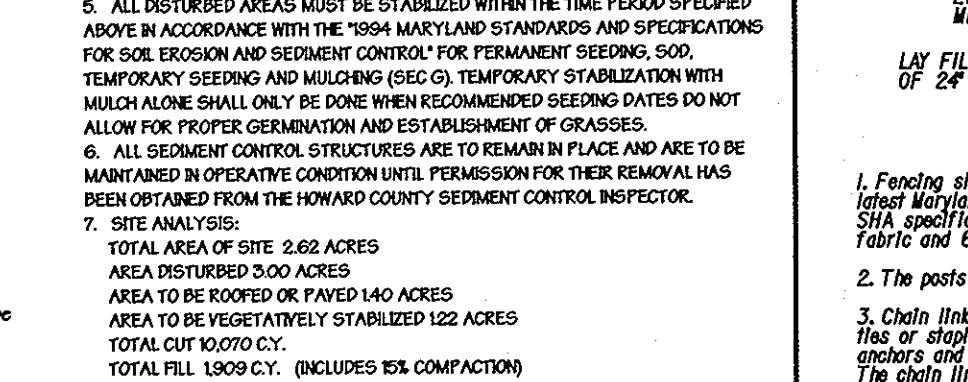 5. ALL DISTURBED AREAS MUST BE STABILIZED WITHIN THE TIME PERIOD SPECIFIED
ABOVE IN ACCORDANCE WITH THE "1994 MARYLAND STANDARDS AND SPECIFICATIONS
FOR SOIL EROSION AND SEDIMENT CONTROL" FOR PERMANENT SEEDING, SOD,
TEMPORARY SEEDING AND MULCHING (SEC G). TEMPORARY STABILIZATION WITH
MULCH ALONE SHALL ONLY BE DONE WHEN RECOMMENDED SEEDING DATES DO NOT
ALLOW FOR PROPER GERMINATION AND ESTABLISHMENT OF GRASSES.
6. ALL SEDIMENT CONTROL STRUCTURES ARE TO REMAIN IN PLACE AND ARE TO BE
MAINTAINED IN OPERATIVE CONDITION UNTIL PERMISSION FOR THEIR REMOVAL HAS
BEEN OBTAINED FROM THE HOWARD COUNTY SEDIMENT CONTROL INSPECTOR.
7. SITE ANALYSIS:
TOTAL AREA OF SITE 2.62 ACRES
AREA DISTURBED 3.00 ACRES
AREA TO BE ROOFED OR PAVED 1.40 ACRES
AREA TO BE VEGETATIVELY STABILIZED 1.22 ACRES
TOTAL CUT 10,070 C.Y.
TOTAL FILL 1,909 C.Y. (INCLUDES 15% COMPACTION)
LAY FIL
OF 24"
1. Fencing
latest Maryla
SHA specific
fabric and 6
2. The posts
3. Chain link
ties or stapl
anchors and
The chain lin